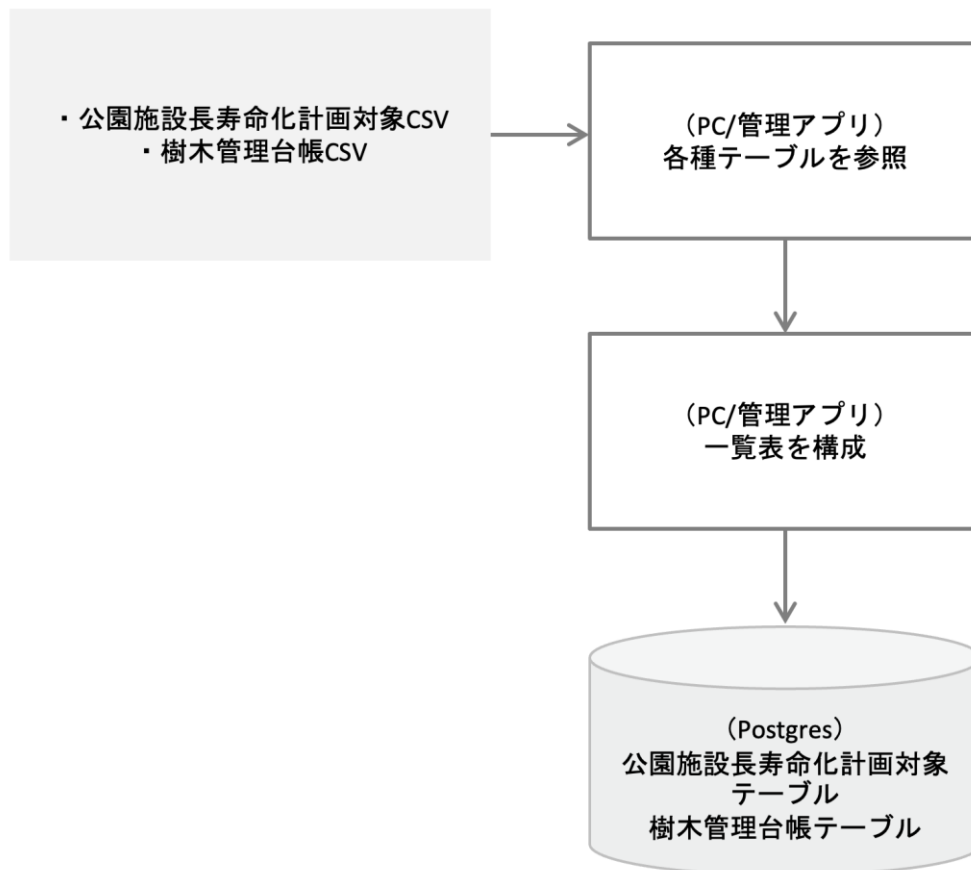 ・公園施設長寿命化計画対象CSV
・樹木管理台帳CSV
（PC/管理アプリ）
各種テーブルを参照
（PC/管理アプリ）
一覧表を構成
（Postgres）
公園施設長寿命化計画対象
テーブル
樹木管理台帳テーブル